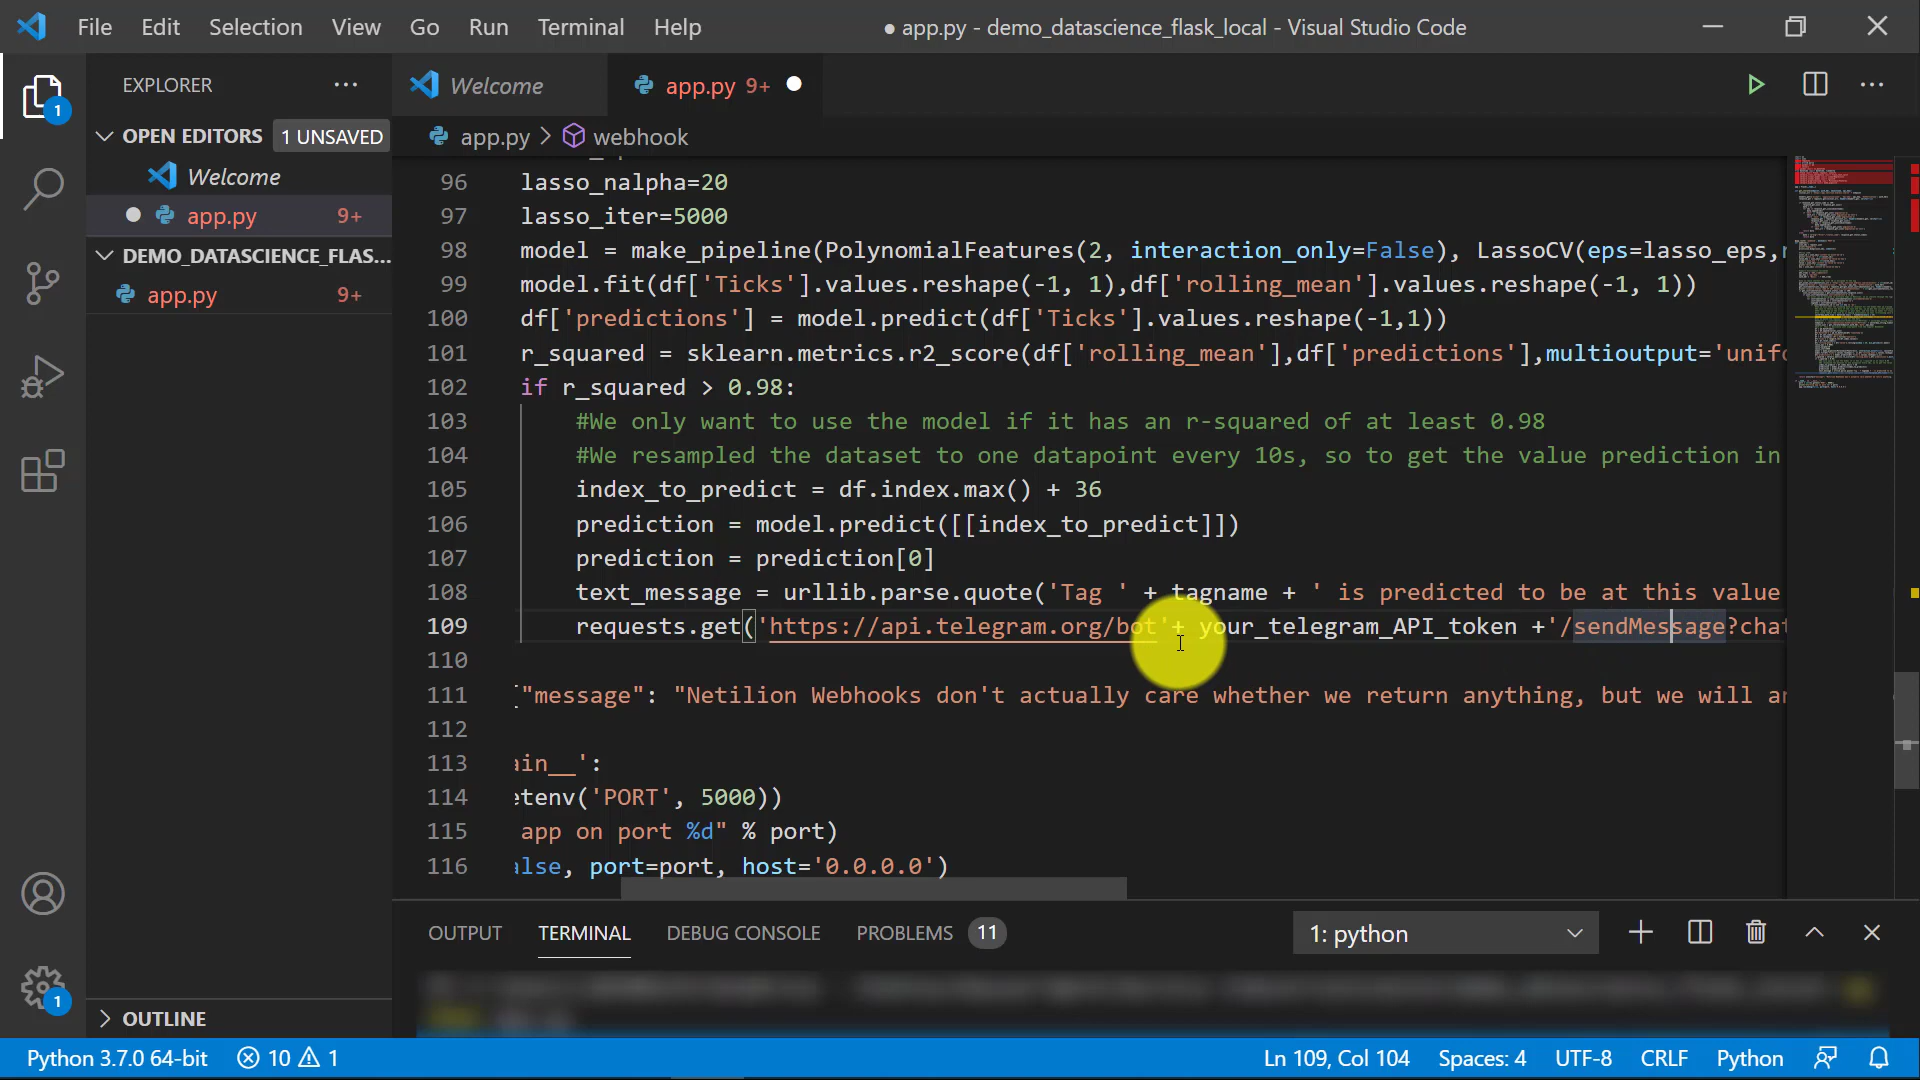 File Edit Selection View Go Run Terminal Help ● app.py - demo_datascience_flask_local - Visual Studio Code
EXPLORER ···
OPEN EDITORS 1 UNSAVED
Welcome
app.py 9+
DEMO_DATASCIENCE_FLAS...
app.py 9+
OUTLINE
1
1
Welcome app.py 9+
app.py > webhook
96 lasso_nalpha=20
97 lasso_iter=5000
98 model = make_pipeline(PolynomialFeatures(2, interaction_only=False), LassoCV(eps=lasso_eps,
99 model.fit(df['Ticks'].values.reshape(-1, 1),df['rolling_mean'].values.reshape(-1, 1))
100 df['predictions'] = model.predict(df['Ticks'].values.reshape(-1,1))
101 r_squared = sklearn.metrics.r2_score(df['rolling_mean'],df['predictions'],multioutput='unifo
102 if r_squared > 0.98:
103 #We only want to use the model if it has an r-squared of at least 0.98
104 #We resampled the dataset to one datapoint every 10s, so to get the value prediction in
105 index_to_predict = df.index.max() + 36
106 prediction = model.predict([[index_to_predict]])
107 prediction = prediction[0]
108 text_message = urllib.parse.quote('Tag ' + tagname + ' is predicted to be at this value
109 requests.get('https://api.telegram.org/bot'+ your_telegram_API_token +'/sendMessage?chat
110
111 {"message": "Netilion Webhooks don't actually care whether we return anything, but we will an
112
113 ain__':
114 etenv('PORT', 5000))
115 app on port %d" % port)
116 alse, port=port, host='0.0.0.0')
OUTPUT TERMINAL DEBUG CONSOLE PROBLEMS 11 1: python
Python 3.7.0 64-bit 10 1 Ln 109, Col 104 Spaces: 4 UTF-8 CRLF Python